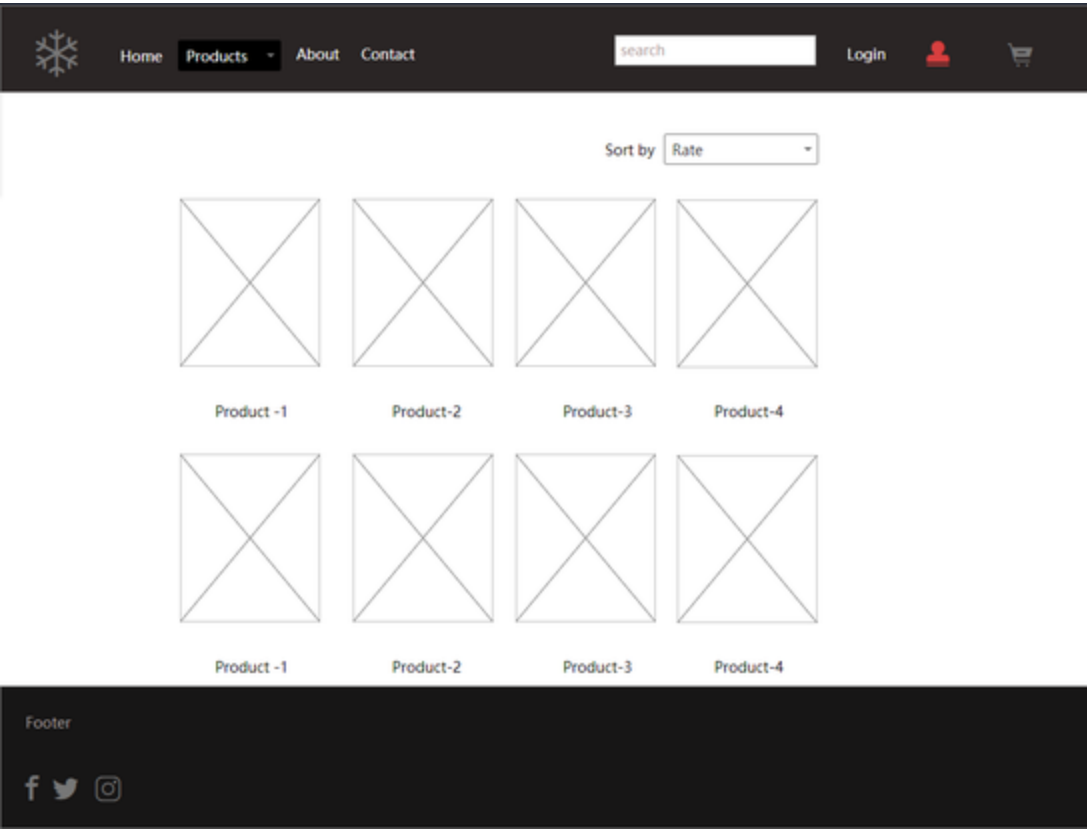 Home Products About Contact search Login
Sort by Rate
Product -1 Product-2 Product-3 Product-4
Product -1 Product-2 Product-3 Product-4
Footer